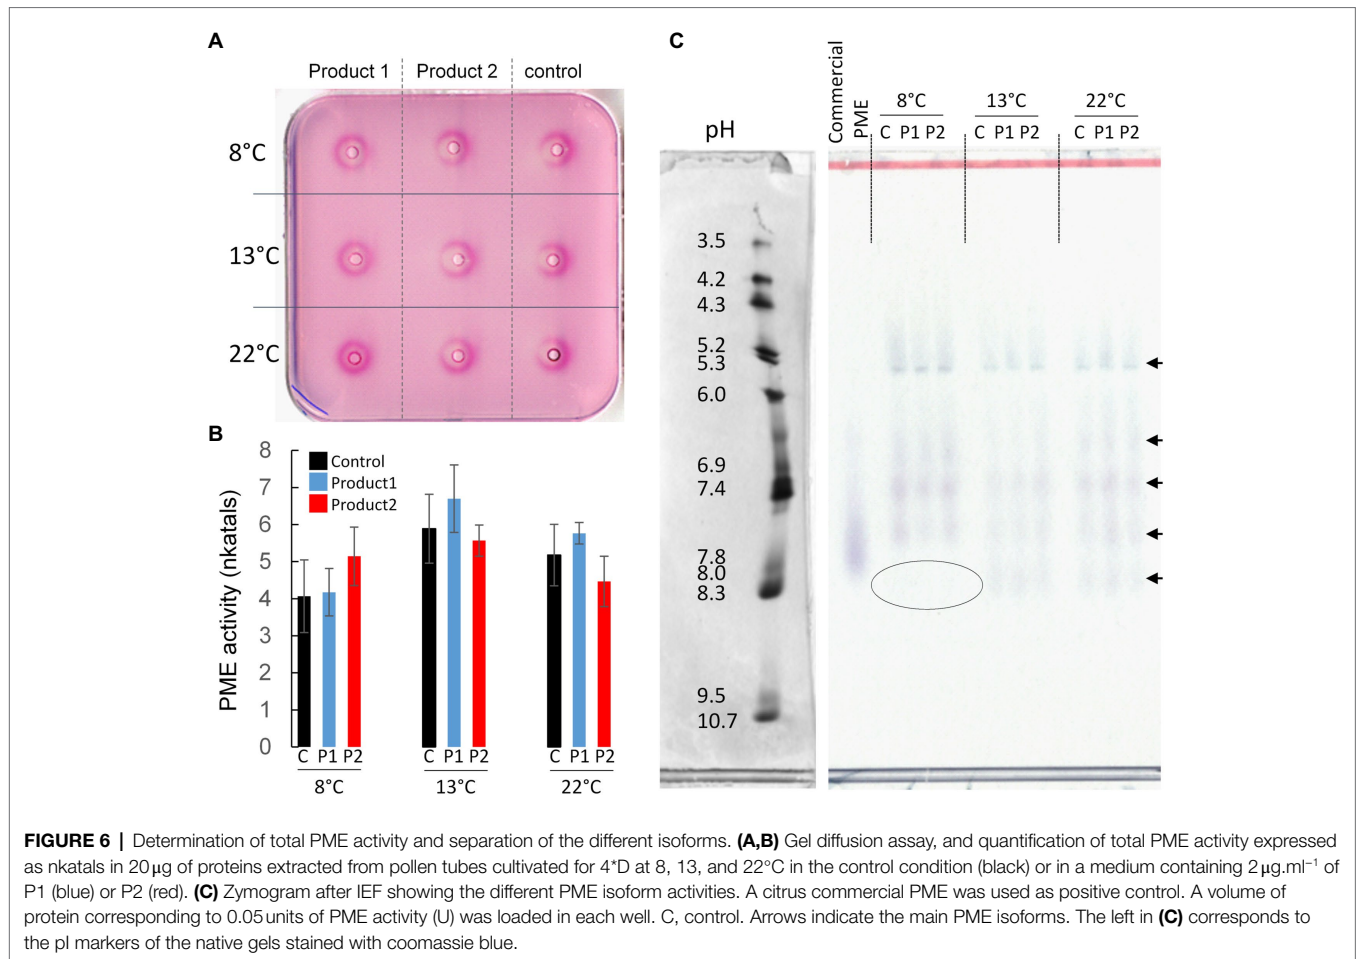 A
Product 1
Product 2
control
8°C
13°C
22°C
B
PME activity (nkatals)
8
7
6
5
4
3
2
1
0
Control
Product1
Product2
C P1 P2
C P1 P2
C P1 P2
8°C
13°C
22°C
C
pH
3.5
4.2
4.3
5.2
5.3
6.0
6.9
7.4
7.8
8.0
8.3
9.5
10.7
Commercial
PME
8°C
13°C
22°C
C P1 P2
C P1 P2
C P1 P2
FIGURE 6 | Determination of total PME activity and separation of the different isoforms. (A,B) Gel diffusion assay, and quantification of total PME activity expressed
as nkatals in 20 μg of proteins extracted from pollen tubes cultivated for 4*D at 8, 13, and 22°C in the control condition (black) or in a medium containing 2 μg.ml⁻¹ of
P1 (blue) or P2 (red). (C) Zymogram after IEF showing the different PME isoform activities. A citrus commercial PME was used as positive control. A volume of
protein corresponding to 0.05 units of PME activity (U) was loaded in each well. C, control. Arrows indicate the main PME isoforms. The left in (C) corresponds to
the pI markers of the native gels stained with coomassie blue.